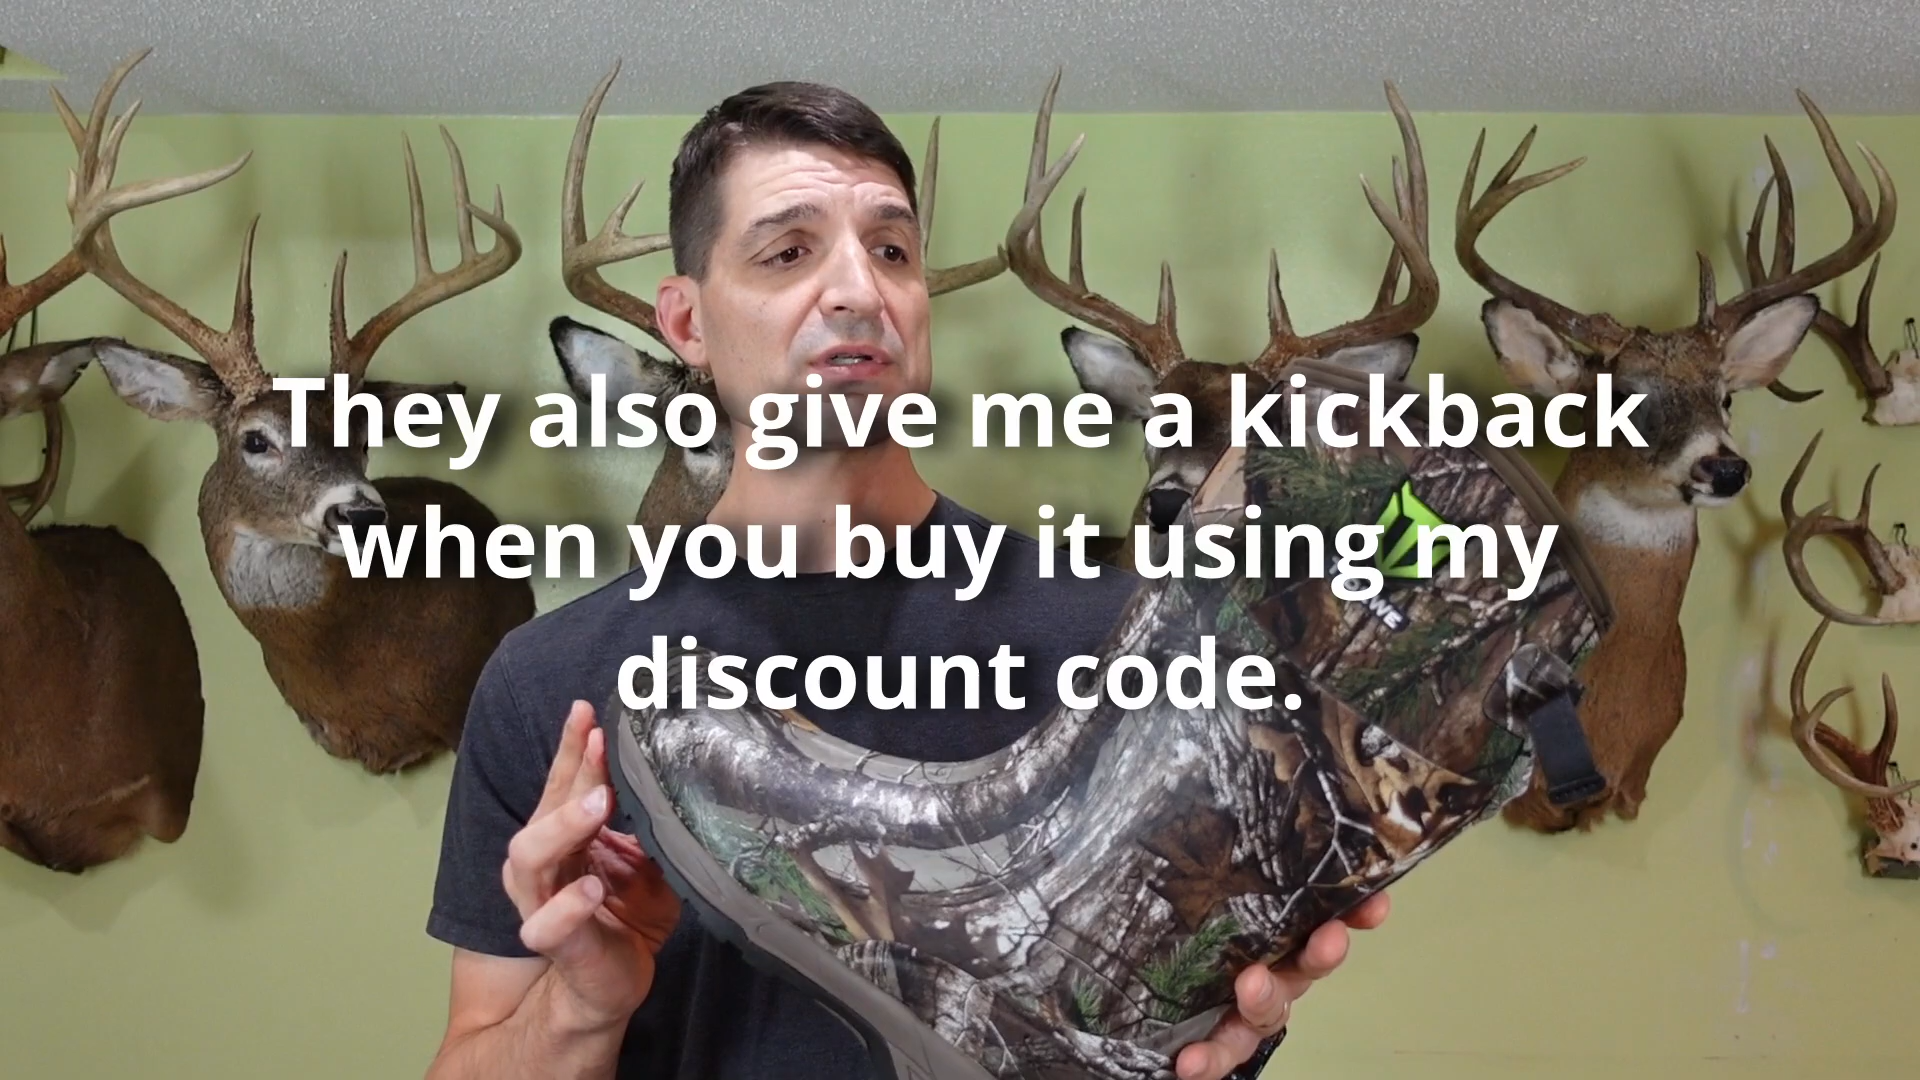 They also give me a kickback
when you buy it using my
discount code.